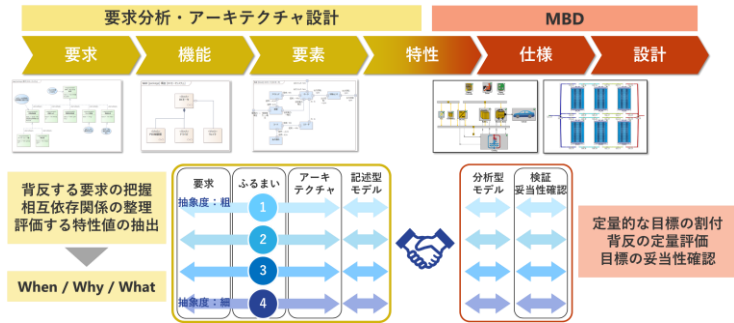 要求分析・アーキテクチャ設計
MBD
要求
機能
要素
特性
仕様
設計
背反する要求の把握
相互依存関係の整理
評価する特性値の抽出
When / Why / What
要求
ふるまい
アーキ
テクチャ
記述型
モデル
抽象度：粗
1
2
3
抽象度：細
4
分析型
モデル
検証
妥当性確認
定量的な目標の割付
背反の定量評価
目標の妥当性確認